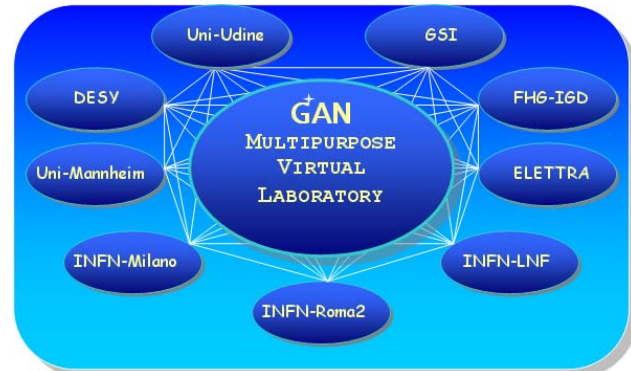 Uni-Udine
GSI
DESY
FHG-IGD
GAN
MULTIPURPOSE
VIRTUAL
LABORATORY
Uni-Mannheim
ELETTRA
INFN-Milano
INFN-LNF
INFN-Roma2